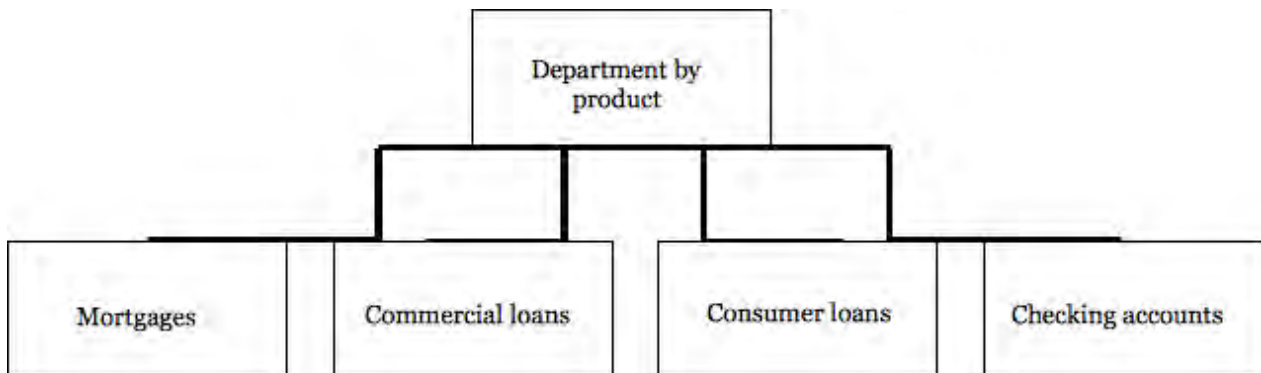 Department by
product
Mortgages
Commercial loans
Consumer loans
Checking accounts